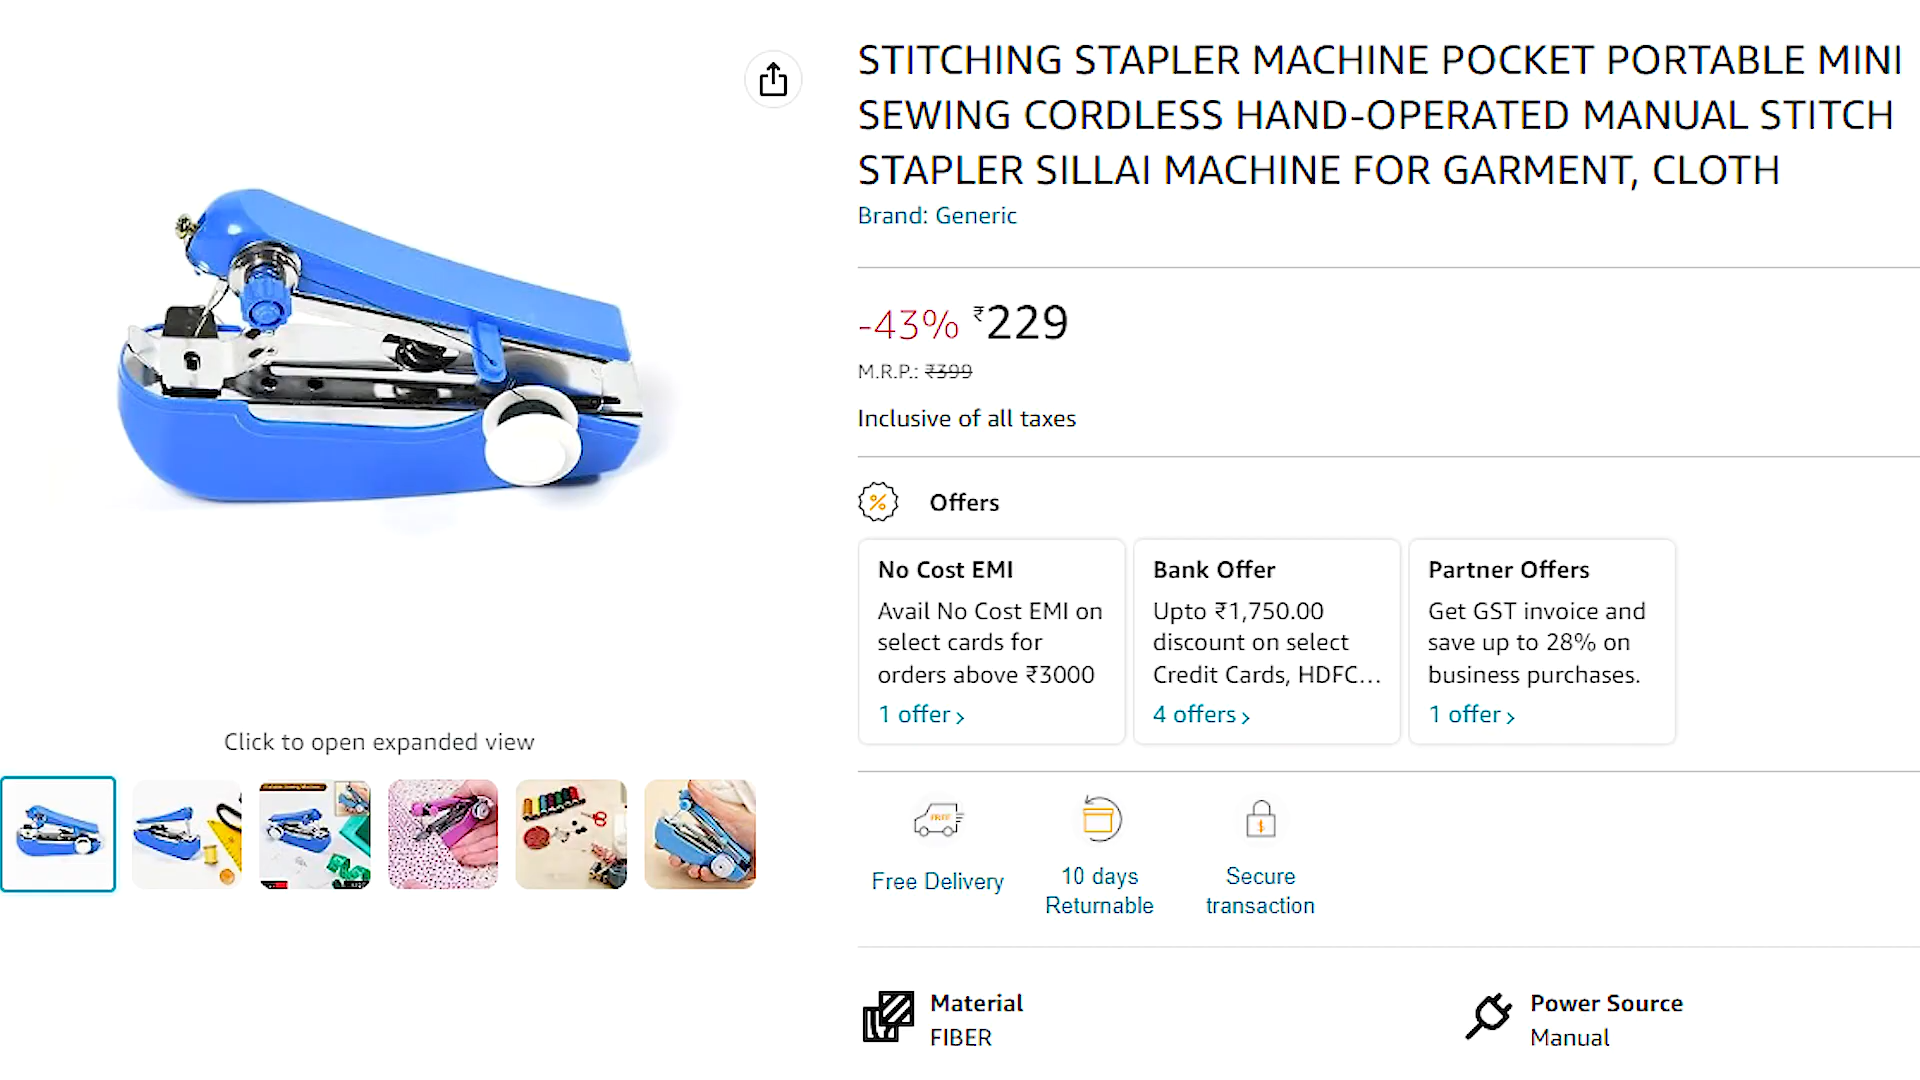 STITCHING STAPLER MACHINE POCKET PORTABLE MINI
SEWING CORDLESS HAND-OPERATED MANUAL STITCH
STAPLER SILLAI MACHINE FOR GARMENT, CLOTH
Brand: Generic
-43% ₹229
M.R.P.: ₹399
Inclusive of all taxes
Offers
No Cost EMI
Avail No Cost EMI on
select cards for
orders above ₹3000
1 offer ›
Bank Offer
Upto ₹1,750.00
discount on select
Credit Cards, HDFC…
4 offers ›
Partner Offers
Get GST invoice and
save up to 28% on
business purchases.
1 offer ›
FREE
Free Delivery
10 days
Returnable
Secure
transaction
Material
FIBER
Power Source
Manual
Click to open expanded view